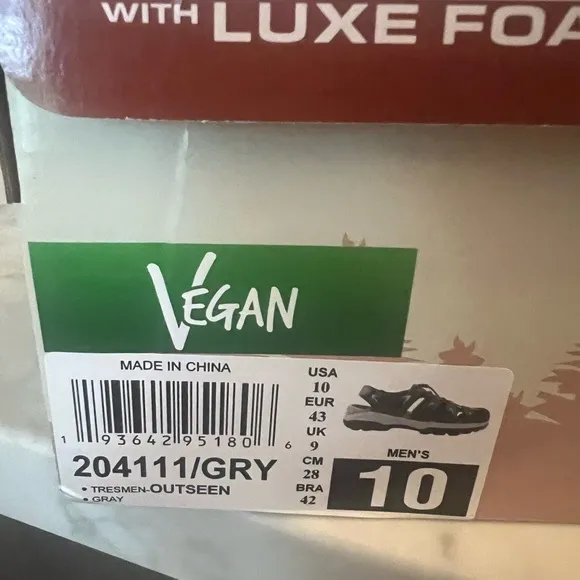 WITH LUXE FOA
VEGAN
MADE IN CHINA
1 93642 95180 6
204111/GRY
• TRESMEN-OUTSEEN
• GRAY
USA
10
EUR
43
UK
9
CM
28
BRA
42
MEN'S
10